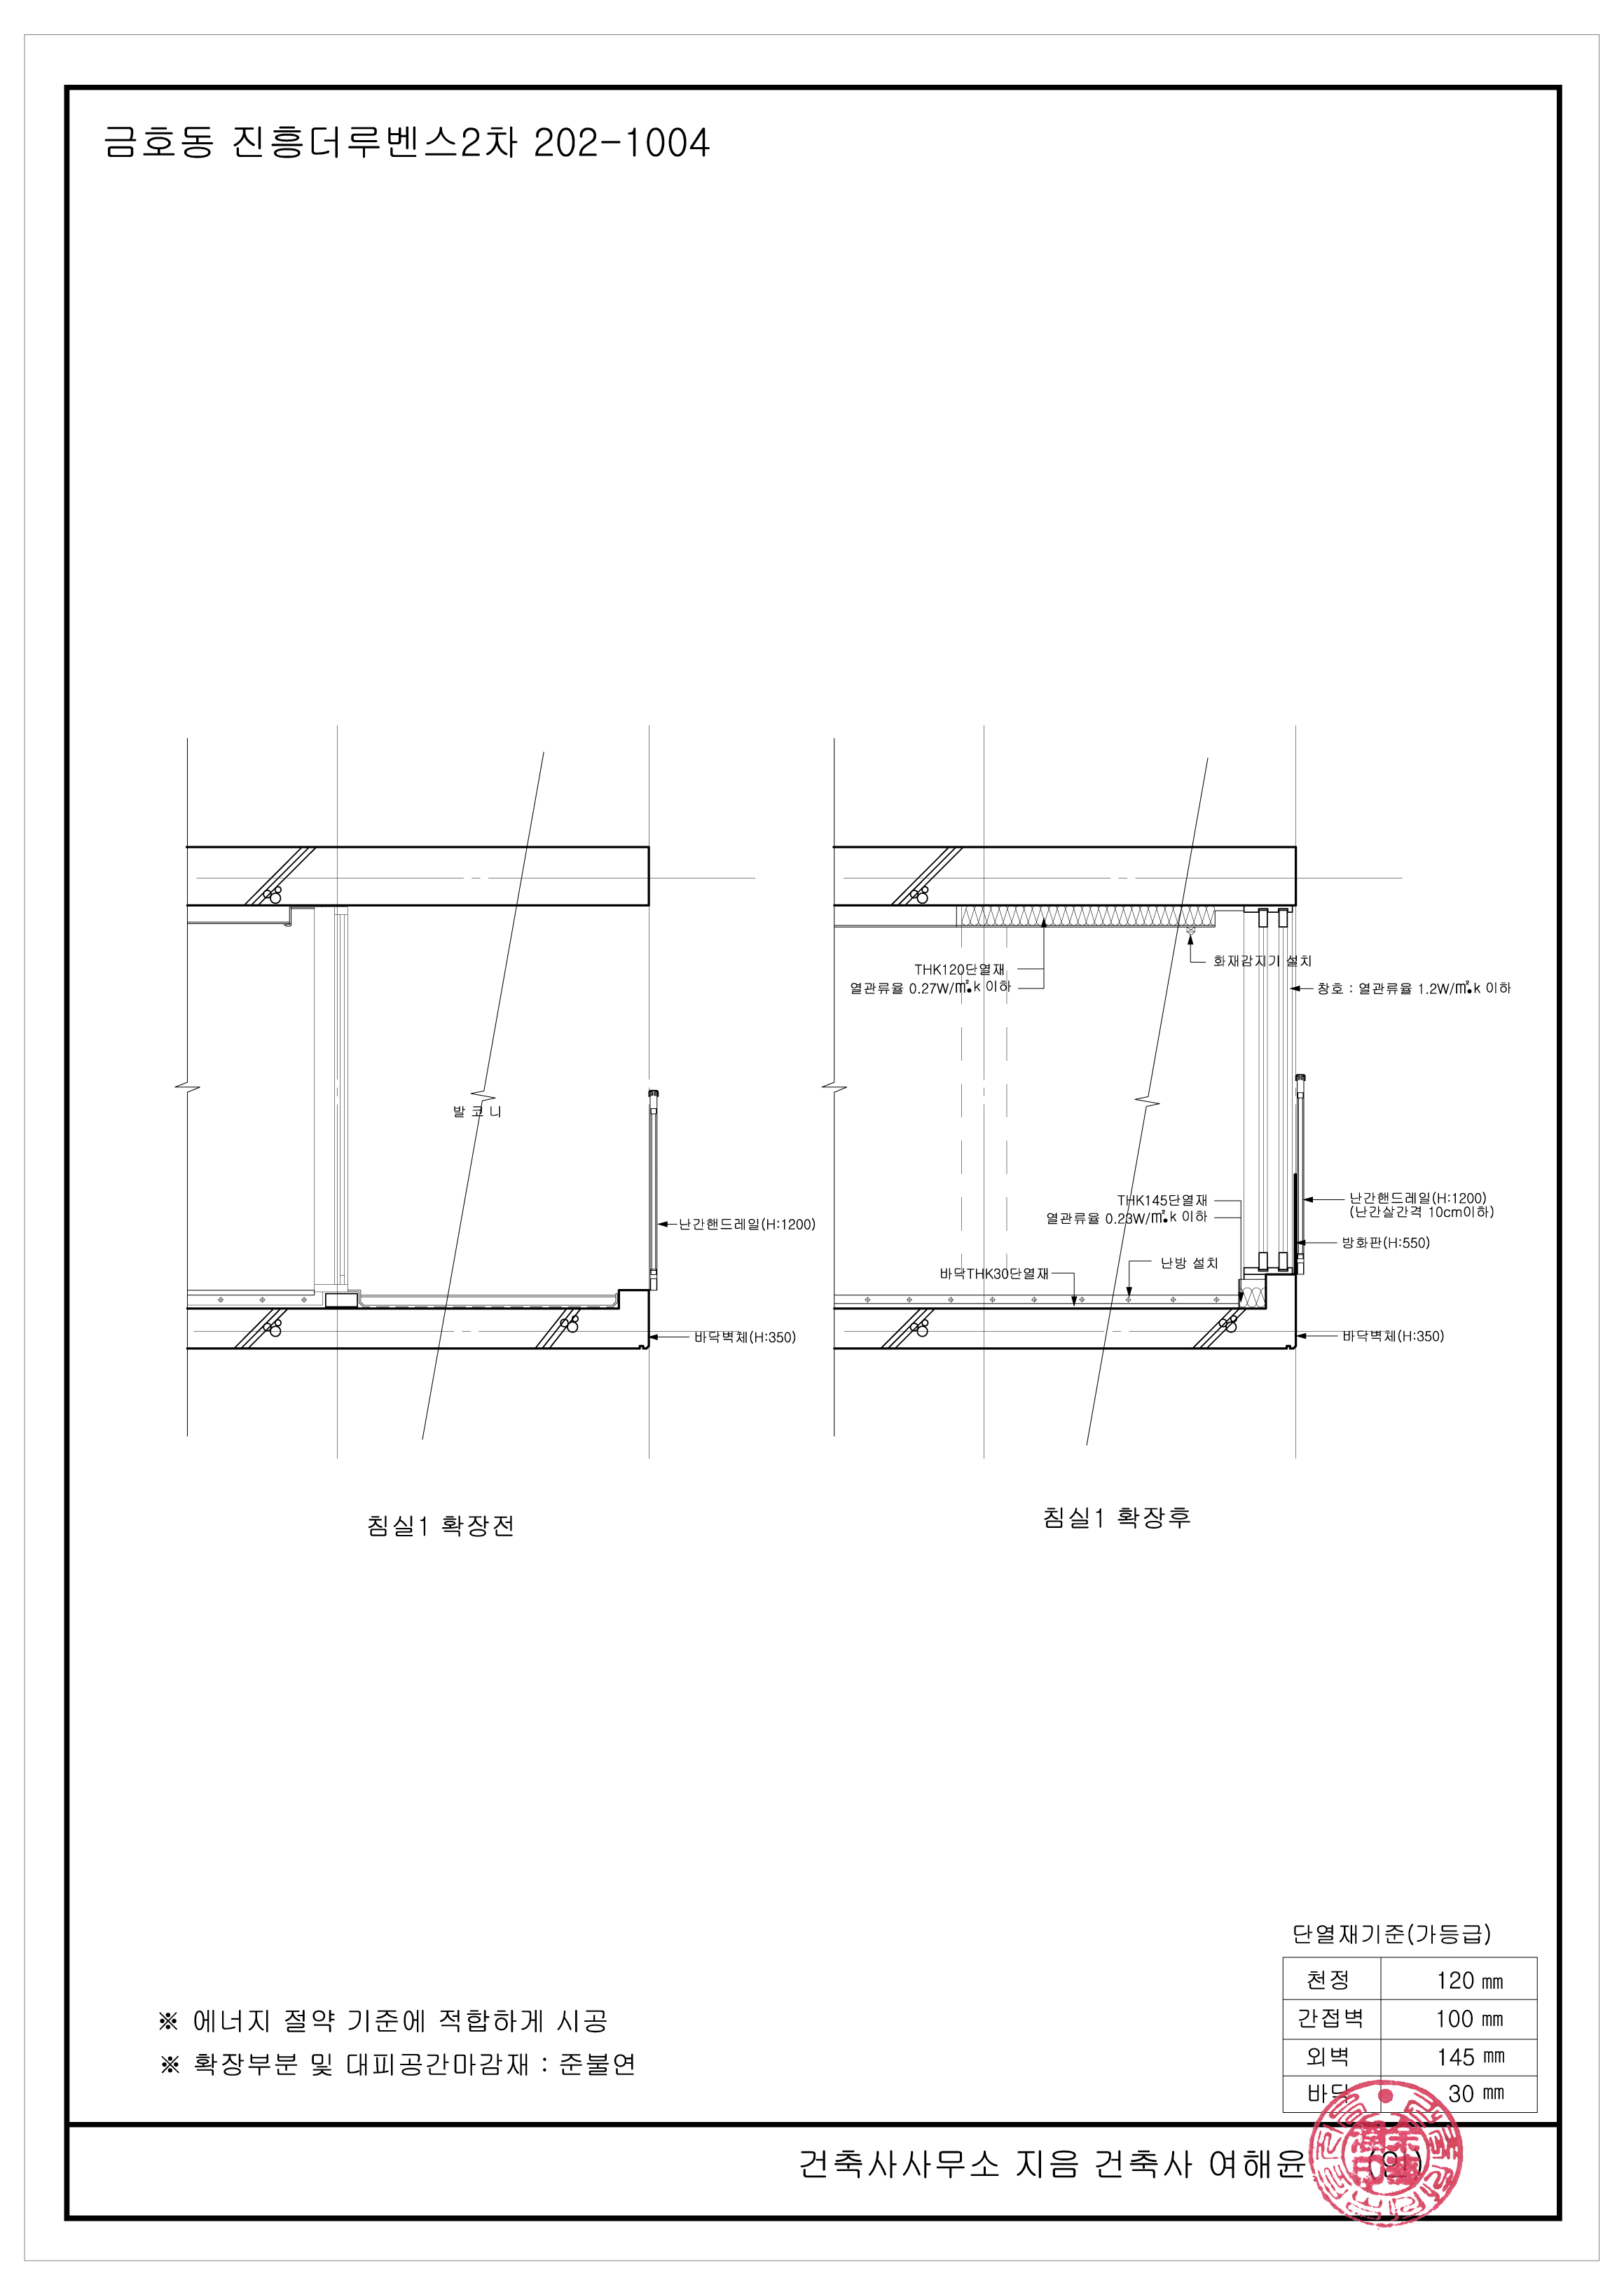 금호동 진흥더루벤스2차 202-1004
발 코 니
난간핸드레일(H:1200)
바닥벽체(H:350)
침실1 확장전
THK120단열재
열관류율 0.27W/㎡•k 이하
화재감지기 설치
창호 : 열관류율 1.2W/㎡•k 이하
THK145단열재
열관류율 0.23W/㎡•k 이하
바닥THK30단열재
난방 설치
난간핸드레일(H:1200)
(난간살간격 10cm이하)
방화판(H:550)
바닥벽체(H:350)
침실1 확장후
단열재기준(가등급)
천정 120 ㎜
간접벽 100 ㎜
외벽 145 ㎜
바닥 30 ㎜
※ 에너지 절약 기준에 적합하게 시공
※ 확장부분 및 대피공간마감재 : 준불연
건축사사무소 지음 건축사 여해윤 (인)